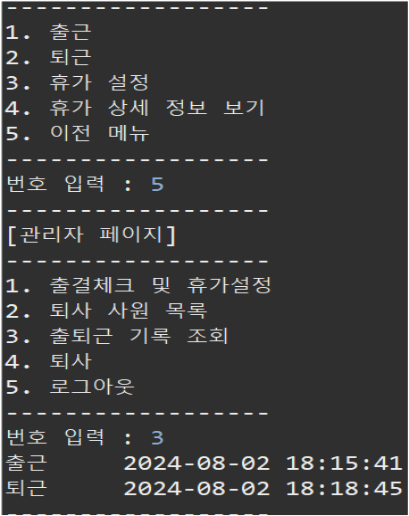 ------------------
1. 출근
2. 퇴근
3. 휴가 설정
4. 휴가 상세 정보 보기
5. 이전 메뉴
------------------
번호 입력 : 5
------------------
[관리자 페이지]
------------------
1. 출결체크 및 휴가설정
2. 퇴사 사원 목록
3. 출퇴근 기록 조회
4. 퇴사
5. 로그아웃
------------------
번호 입력 : 3
출근 2024-08-02 18:15:41
퇴근 2024-08-02 18:18:45
------------------